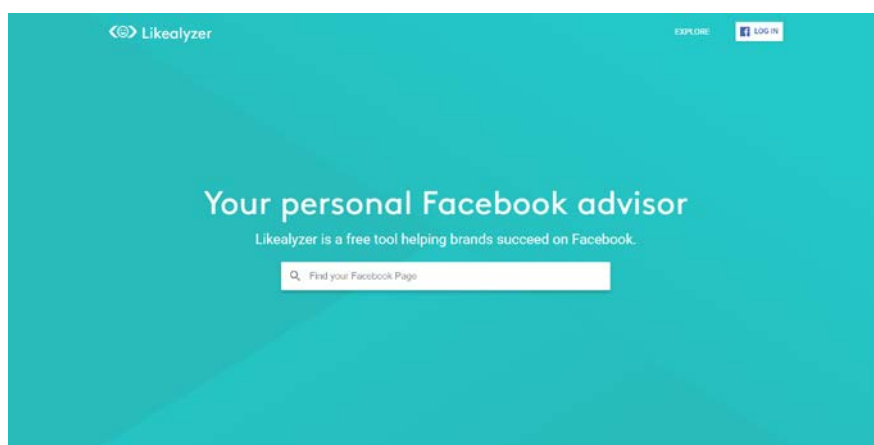 Likealyzer
EXPLORE
LOG IN
Your personal Facebook advisor
Likealyzer is a free tool helping brands succeed on Facebook.
Find your Facebook Page